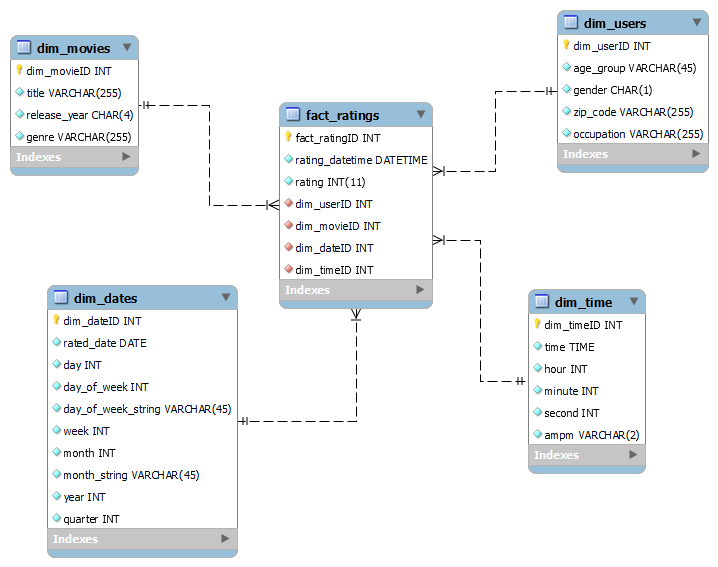 dim_movies
dim_movieID INT
title VARCHAR(255)
release_year CHAR(4)
genre VARCHAR(255)
Indexes
dim_users
dim_userID INT
age_group VARCHAR(45)
gender CHAR(1)
zip_code VARCHAR(255)
occupation VARCHAR(255)
Indexes
fact_ratings
fact_ratingID INT
rating_datetime DATETIME
rating INT(11)
dim_userID INT
dim_movieID INT
dim_dateID INT
dim_timeID INT
Indexes
dim_dates
dim_dateID INT
rated_date DATE
day INT
day_of_week INT
day_of_week_string VARCHAR(45)
week INT
month INT
month_string VARCHAR(45)
year INT
quarter INT
Indexes
dim_time
dim_timeID INT
time TIME
hour INT
minute INT
second INT
ampm VARCHAR(2)
Indexes